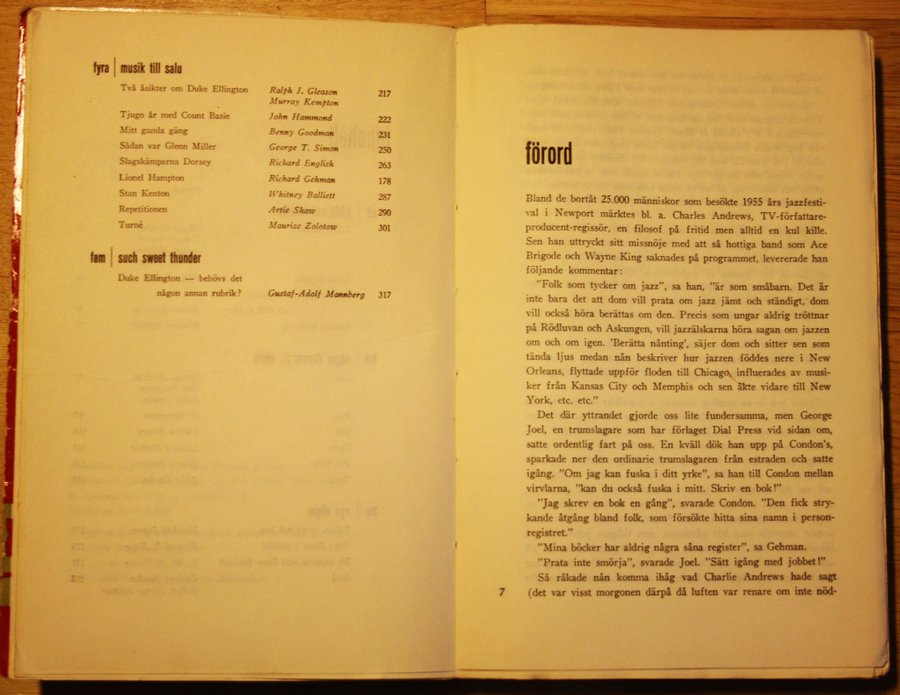 fyra | musik till salu
Två åsikter om Duke Ellington Ralph J. Gleason 217
Murray Kempton
Tjugo år med Count Basie John Hammond 222
Mitt gamla gäng Benny Goodman 231
Sådan var Glenn Miller George T. Simon 250
Slagskämparna Dorsey Richard English 263
Lionel Hampton Richard Gehman 178
Stan Kenton Whitney Balliett 287
Repetitionen Artie Shaw 290
Turné Maurize Zolotow 301
fem | such sweet thunder
Duke Ellington — behövs det
någon annan rubrik? Gustaf-Adolf Mannberg 317
förord
Bland de bortåt 25.000 människor som besökte 1955 års jazzfesti-
val i Newport märktes bl. a. Charles Andrews, TV-författare-
producent-regissör, en filosof på fritid men alltid en kul kille.
Sen han uttryckt sitt missnöje med att så hottiga band som Ace
Brigode och Wayne King saknades på programmet, levererade han
följande kommentar:
"Folk som tycker om jazz", sa han, "är som småbarn. Det är
inte bara det att dom vill prata om jazz jämt och ständigt, dom
vill också höra berättas om den. Precis som ungar aldrig tröttnar
på Rödluvan och Askungen, vill jazzälskarna höra sagan om jazzen
om och om igen. 'Berätta nånting', säjer dom och sitter sen som
tända ljus medan nån beskriver hur jazzen föddes nere i New
Orleans, flyttade uppför floden till Chicago, influerades av musi-
ker från Kansas City och Memphis och sen åkte vidare till New
York, etc. etc."
Det där yttrandet gjorde oss lite fundersamma, men George
Joel, en trumslagare som har förlaget Dial Press vid sidan om,
satte ordentlig fart på oss. En kväll dök han upp på Condon's,
sparkade ner den ordinarie trumslagaren från estraden och satte
igång. "Om jag kan fuska i ditt yrke", sa han till Condon mellan
virvlarna, "kan du också fuska i mitt. Skriv en bok!"
"Jag skrev en bok en gång", svarade Condon. "Den fick stry-
kande åtgång bland folk, som försökte hitta sina namn i person-
registret."
"Mina böcker har aldrig några såna register", sa Gehman.
"Prata inte smörja", svarade Joel. "Sätt igång med jobbet!"
Så råkade nån komma ihåg vad Charlie Andrews hade sagt
7 (det var visst morgonen därpå då luften var renare om inte nöd-